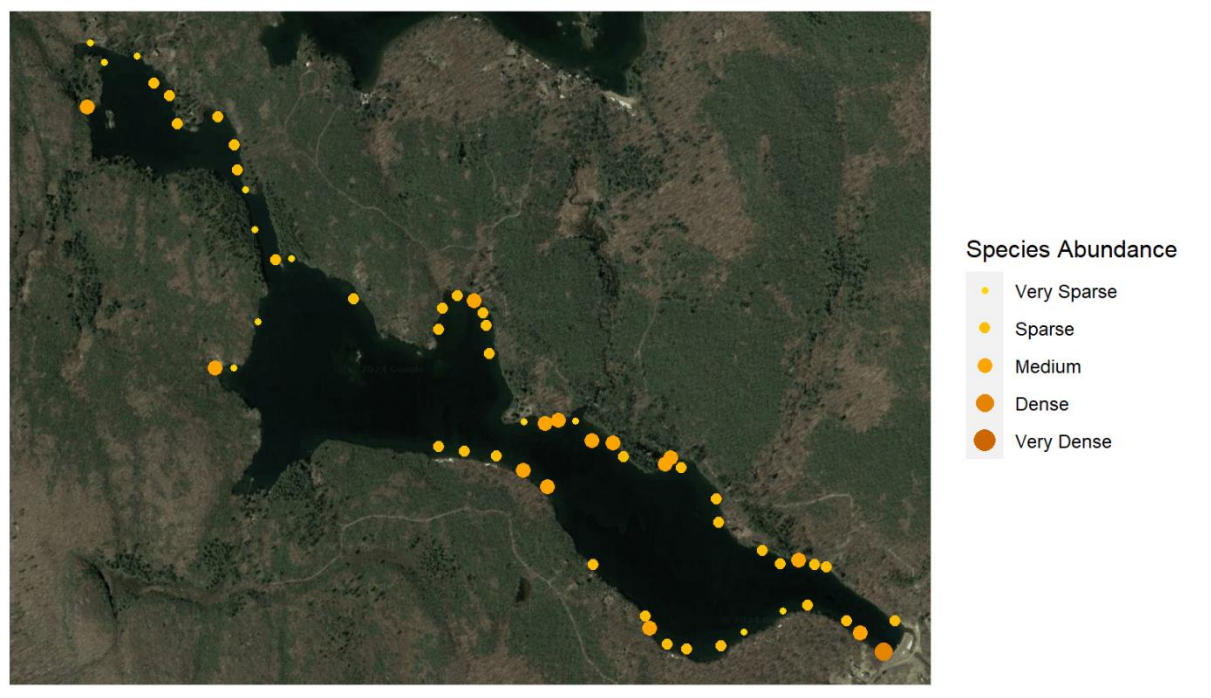 Species Abundance
Very Sparse
Sparse
Medium
Dense
Very Dense